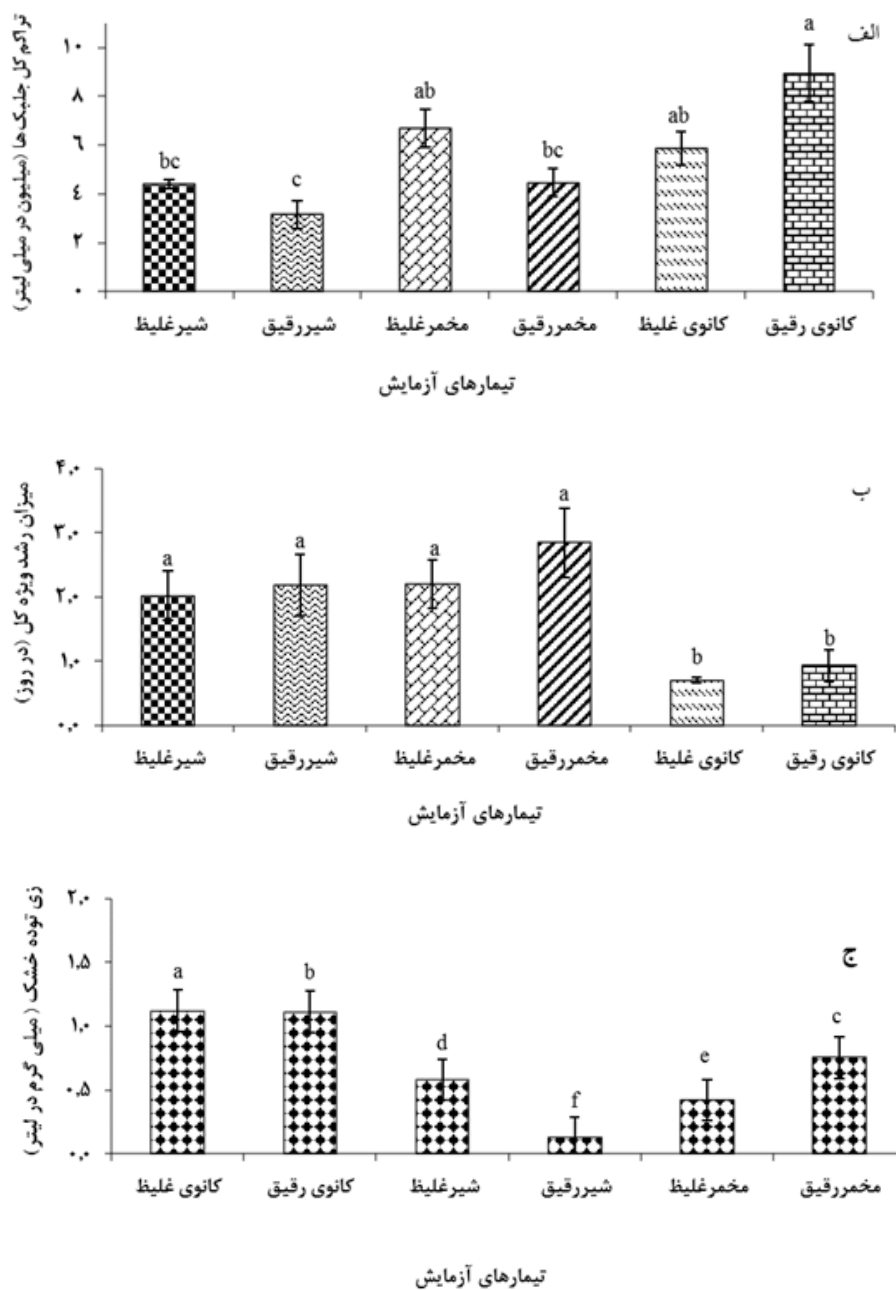 الف
تراکم کل جلبک‌ها (میلیون در میلی لیتر)
۱۰
۸
٦
٤
۲
۰
bc
c
ab
bc
ab
a
شیرغلیظ شیررقیق مخمرغلیظ مخمررقیق کانوی غلیظ کانوی رقیق
تیمارهای آزمایش
ب
میزان رشد ویژه کل (در روز)
۴٫۰
۳٫۰
۲٫۰
۱٫۰
۰٫۰
a
a
a
a
b
b
شیرغلیظ شیررقیق مخمرغلیظ مخمررقیق کانوی غلیظ کانوی رقیق
تیمارهای آزمایش
ج
زی توده خشک ( میلی گرم در لیتر)
۲٫۰
۱٫۵
۱٫۰
۰٫۵
۰٫۰
a
b
d
f
e
c
کانوی غلیظ کانوی رقیق شیرغلیظ شیررقیق مخمرغلیظ مخمررقیق
تیمارهای آزمایش